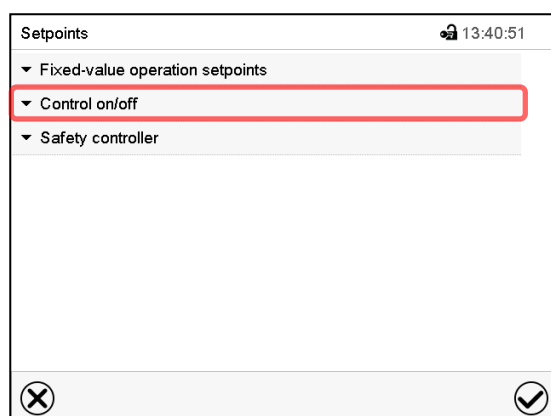 Setpoints 13:40:51
Fixed-value operation setpoints
Control on/off
Safety controller